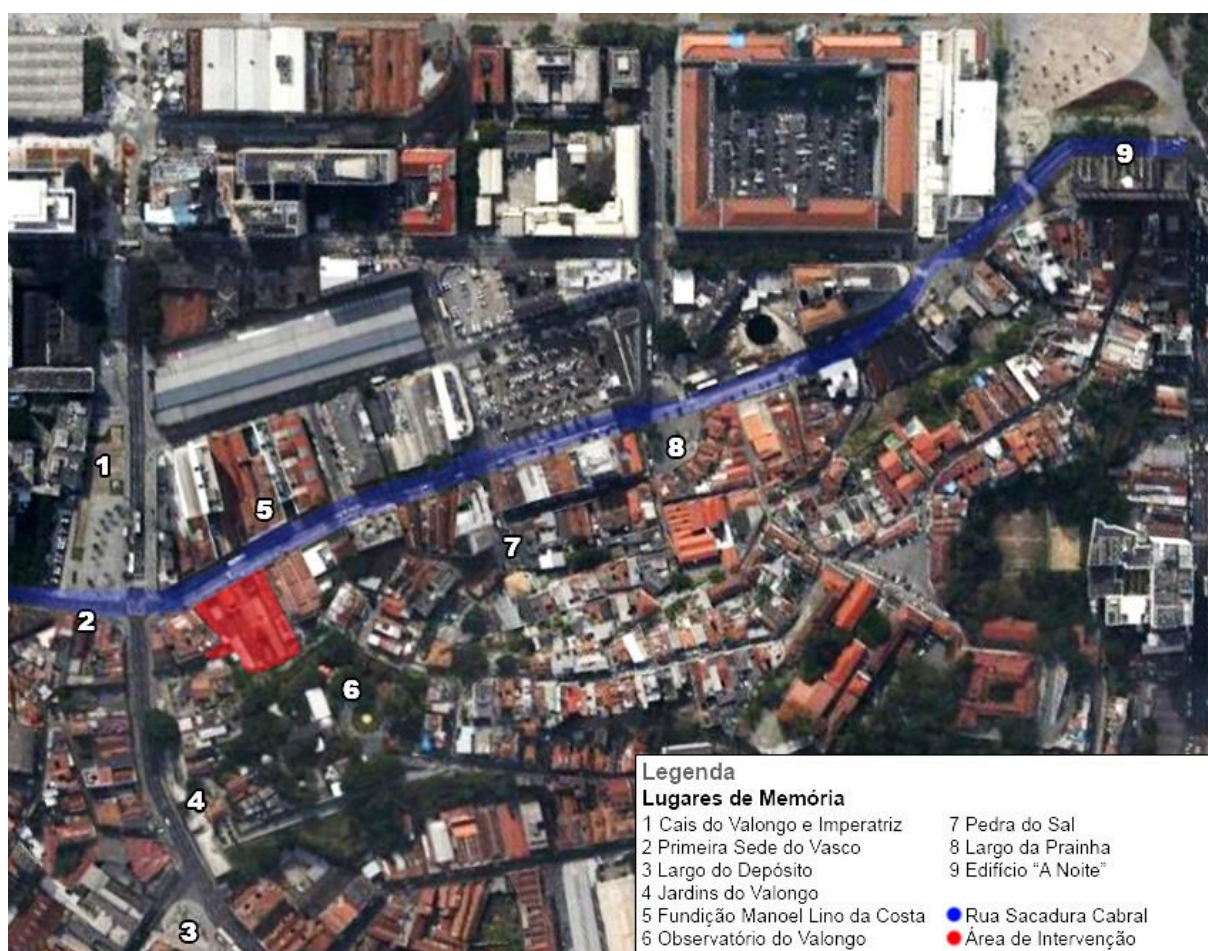 9
1
8
5
7
2
6
4
3
Legenda
Lugares de Memória
1 Cais do Valongo e Imperatriz
2 Primeira Sede do Vasco
3 Largo do Depósito
4 Jardins do Valongo
5 Fundição Manoel Lino da Costa
6 Observatório do Valongo
7 Pedra do Sal
8 Largo da Prainha
9 Edifício "A Noite"
Rua Sacadura Cabral
Área de Intervenção